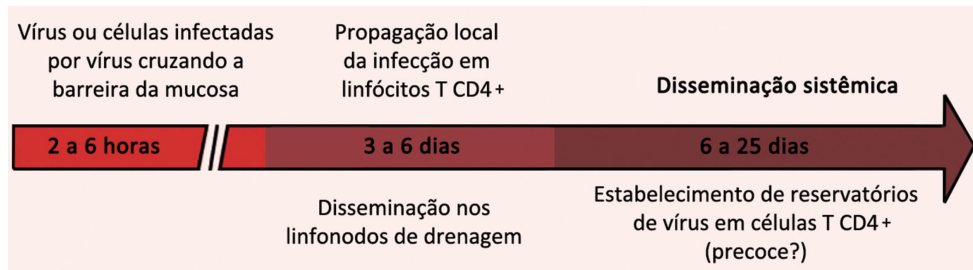 Vírus ou células infectadas
por vírus cruzando a
barreira da mucosa
Propagação local
da infecção em
linfócitos T CD4+
Disseminação sistêmica
2 a 6 horas
3 a 6 dias
6 a 25 dias
Disseminação nos
linfonodos de drenagem
Estabelecimento de reservatórios
de vírus em células T CD4+
(precoce?)